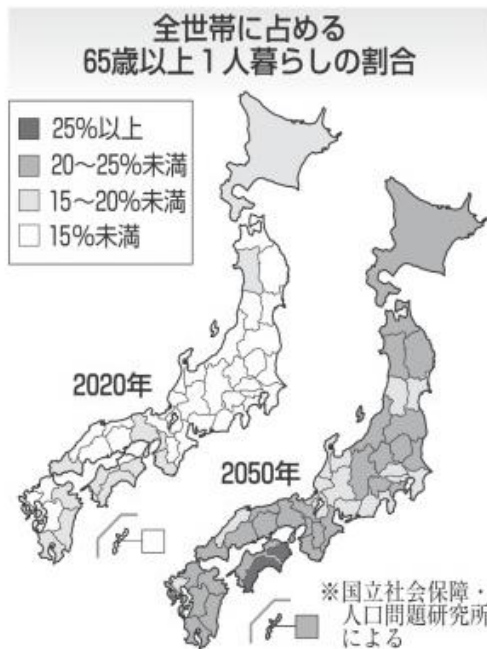 全世帯に占める
65歳以上1人暮らしの割合
25%以上
20〜25%未満
15〜20%未満
15%未満
2020年
2050年
※国立社会保障・
人口問題研究所
による